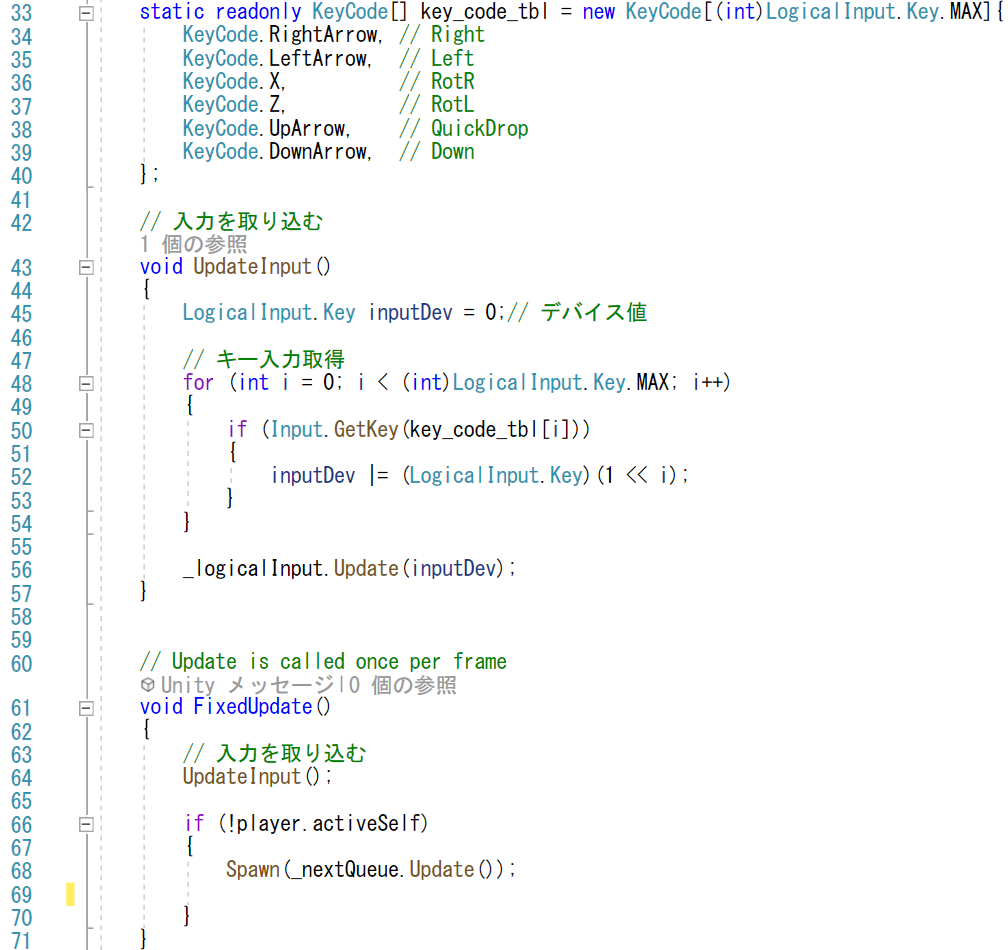 33 static readonly KeyCode[] key_code_tbl = new KeyCode[(int)LogicalInput.Key.MAX]{
34 KeyCode.RightArrow, // Right
35 KeyCode.LeftArrow,  // Left
36 KeyCode.X,          // RotR
37 KeyCode.Z,          // RotL
38 KeyCode.UpArrow,    // QuickDrop
39 KeyCode.DownArrow,  // Down
40 };
41
42 // 入力を取り込む
1 個の参照
43 void UpdateInput()
44 {
45 LogicalInput.Key inputDev = 0;// デバイス値
46
47 // キー入力取得
48 for (int i = 0; i < (int)LogicalInput.Key.MAX; i++)
49 {
50 if (Input.GetKey(key_code_tbl[i]))
51 {
52 inputDev |= (LogicalInput.Key)(1 << i);
53 }
54 }
55
56 _logicalInput.Update(inputDev);
57 }
58
59
60 // Update is called once per frame
Unity メッセージ|0 個の参照
61 void FixedUpdate()
62 {
63 // 入力を取り込む
64 UpdateInput();
65
66 if (!player.activeSelf)
67 {
68 Spawn(_nextQueue.Update());
69
70 }
71 }